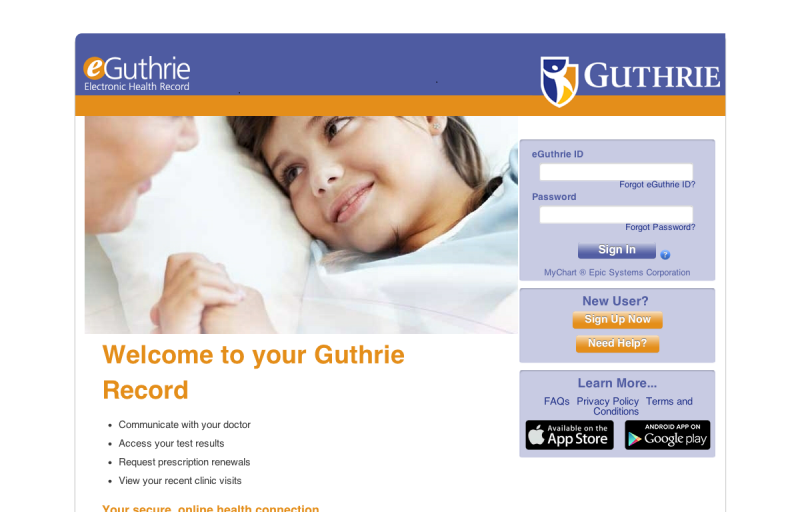 eGuthrie
Electronic Health Record
GUTHRIE
eGuthrie ID
Forgot eGuthrie ID?
Password
Forgot Password?
Sign In
?
MyChart ® Epic Systems Corporation
New User?
Sign Up Now
Need Help?
Learn More...
FAQs Privacy Policy Terms and
Conditions
Available on the
App Store
ANDROID APP ON
Google play
Welcome to your Guthrie
Record
• Communicate with your doctor
• Access your test results
• Request prescription renewals
• View your recent clinic visits
Your secure, online health connection